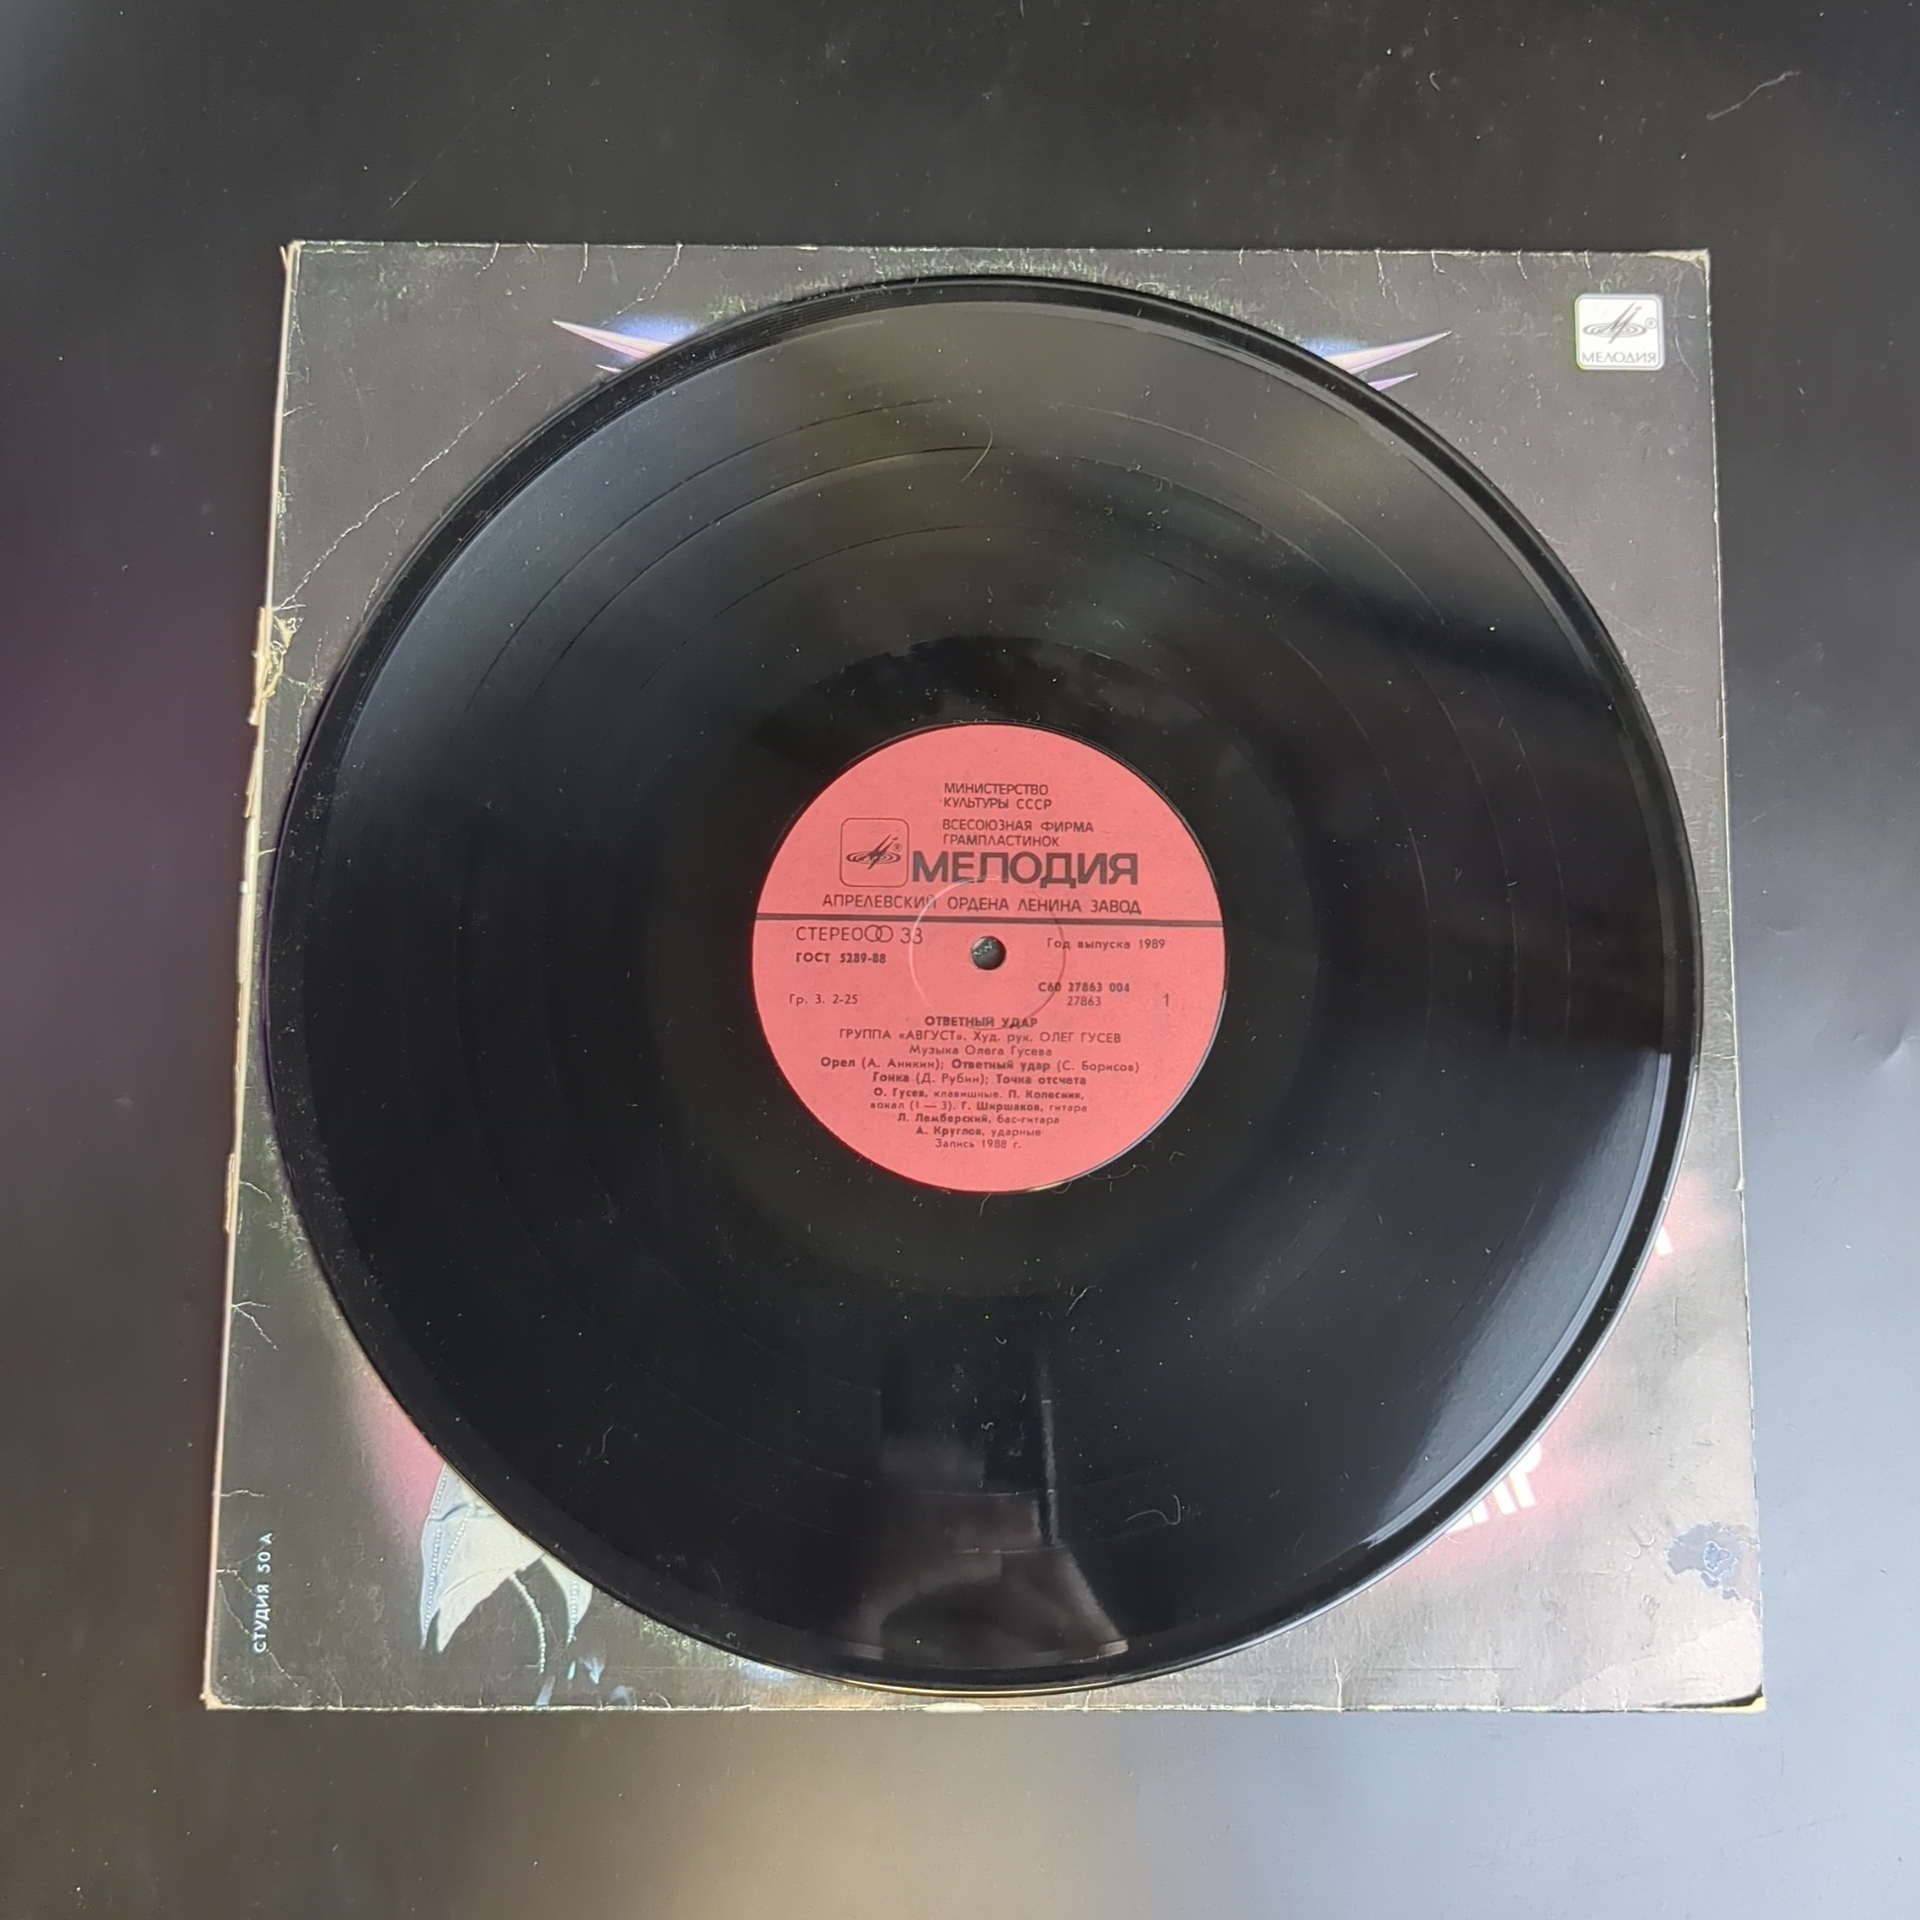 МЕЛОДИЯ
МИНИСТЕРСТВО
КУЛЬТУРЫ СССР
ВСЕСОЮЗНАЯ ФИРМА
ГРАМПЛАСТИНОК
МЕЛОДИЯ
АПРЕЛЕВСКИЙ ОРДЕНА ЛЕНИНА ЗАВОД
СТЕРЕО 33
Год выпуска 1989
ГОСТ 5289-88
С60 27863 004
Гр. 3. 2-25
27863
1
ОТВЕТНЫЙ УДАР
ГРУППА «АВГУСТ». Худ. рук. ОЛЕГ ГУСЕВ
Музыка Олега Гусева
Орел (А. Аникин); Ответный удар (С. Борисов)
Гонка (Д. Рубин); Точка отсчета
О. Гусев, клавишные. П. Колесник,
вокал (1 — 3). Г. Ширшаков, гитара
Л. Лемберский, бас-гитара
А. Круглов, ударные
Запись 1988 г.
СТУДИЯ 50 А